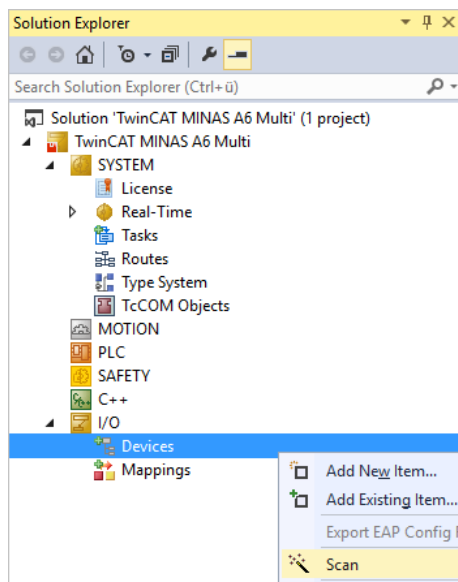 Solution Explorer
Search Solution Explorer (Ctrl+ü)
Solution 'TwinCAT MINAS A6 Multi' (1 project)
TwinCAT MINAS A6 Multi
SYSTEM
License
Real-Time
Tasks
Routes
Type System
TcCOM Objects
MOTION
PLC
SAFETY
C++
I/O
Devices
Mappings
Add New Item...
Add Existing Item...
Export EAP Config
Scan